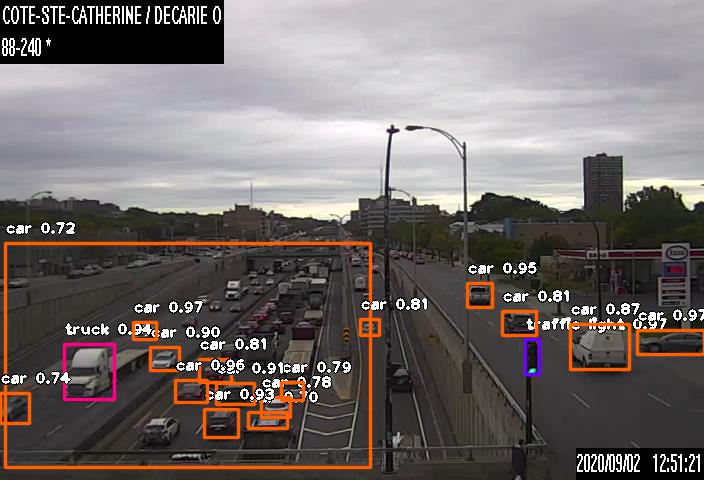 COTE-STE-CATHERINE / DECARIE O
88-240 *
car 0.72
car 0.95
car 0.97
car 0.81
car 0.81
car 0.87
car 0.97
truck 0.94
car 0.90
traffic light 0.97
car 0.81
car 0.74
0.96
0.91
car 0.79
0.78
car 0.93
Esso
2020/09/02 12:51:21